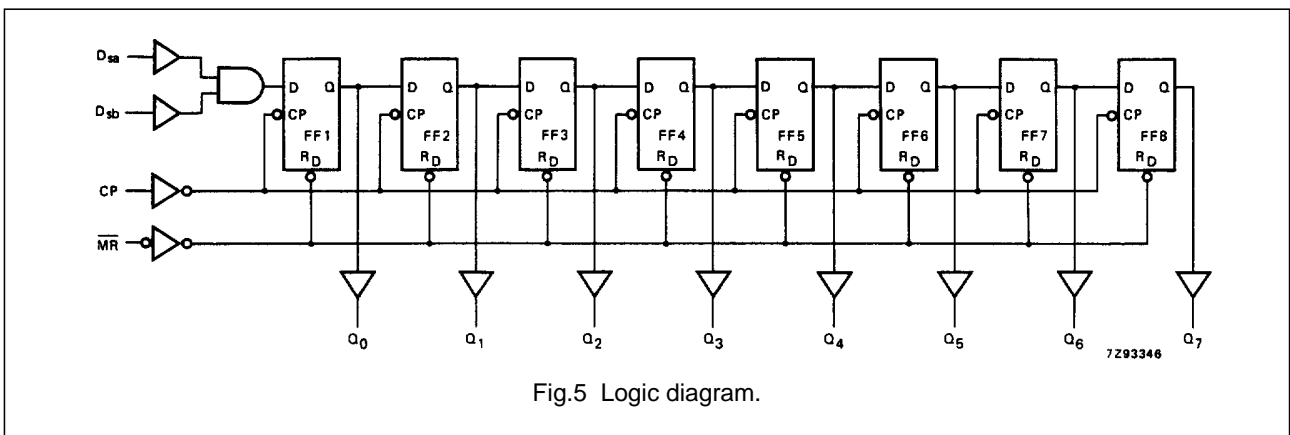 Dsa
Dsb
CP
MR
D Q CP FF1 RD
D Q CP FF2 RD
D Q CP FF3 RD
D Q CP FF4 RD
D Q CP FF5 RD
D Q CP FF6 RD
D Q CP FF7 RD
D Q CP FF8 RD
Q0 Q1 Q2 Q3 Q4 Q5 Q6 Q7
7Z93346
Fig.5 Logic diagram.